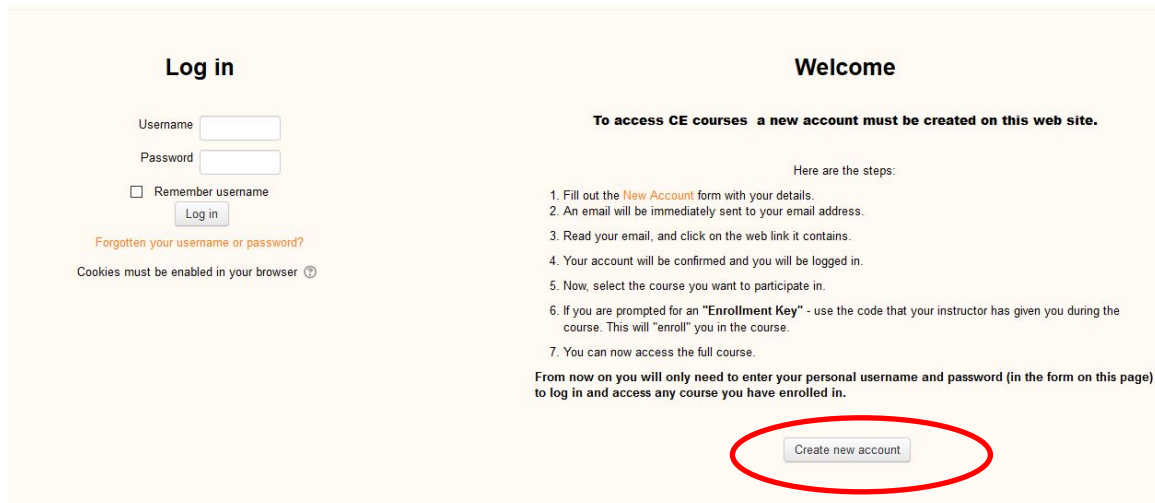 Log in
Username
Password
Remember username
Log in
Forgotten your username or password?
Cookies must be enabled in your browser
Welcome
To access CE courses a new account must be created on this web site.
Here are the steps:
1. Fill out the New Account form with your details.
2. An email will be immediately sent to your email address.
3. Read your email, and click on the web link it contains.
4. Your account will be confirmed and you will be logged in.
5. Now, select the course you want to participate in.
6. If you are prompted for an "Enrollment Key" - use the code that your instructor has given you during the
course. This will "enroll" you in the course.
7. You can now access the full course.
From now on you will only need to enter your personal username and password (in the form on this page)
to log in and access any course you have enrolled in.
Create new account